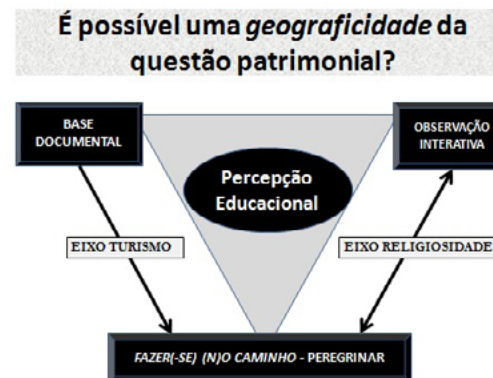 É possível uma geograficidade da
questão patrimonial?
BASE
DOCUMENTAL
OBSERVAÇÃO
INTERATIVA
Percepção
Educacional
EIXO TURISMO
EIXO RELIGIOSIDADE
FAZER(-SE) (N)O CAMINHO - PEREGRINAR